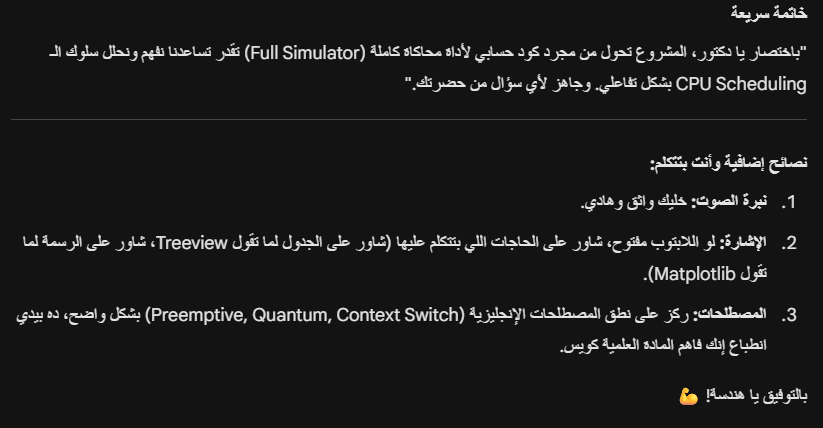 خاتمة سريعة
"باختصار يا دكتور، المشروع تحول من مجرد كود حسابي لأداة محاكاة كاملة (Full Simulator) تقدر تساعدنا نفهم ونحلل سلوك الـ
CPU Scheduling بشكل تفاعلي. وجاهز لأي سؤال من حضرتك."
نصائح إضافية وأنت بتتكلم:
1. نبرة الصوت: خليك واثق وهادي.
2. الإشارة: لو اللابتوب مفتوح، شاور على الحاجات اللي بتتكلم عليها (شاور على الجدول لما تقول Treeview، شاور على الرسمة لما
تقول Matplotlib).
3. المصطلحات: ركز على نطق المصطلحات الإنجليزية (Preemptive, Quantum, Context Switch) بشكل واضح، ده بيدي
انطباع إنك فاهم المادة العلمية كويس.
بالتوفيق يا هندسة! 💪